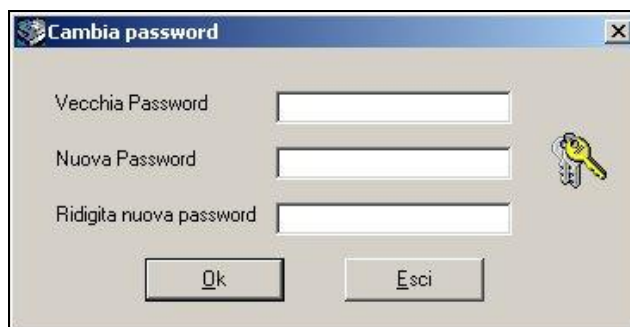 Cambia password
Vecchia Password
Nuova Password
Ridigita nuova password
Ok
Esci